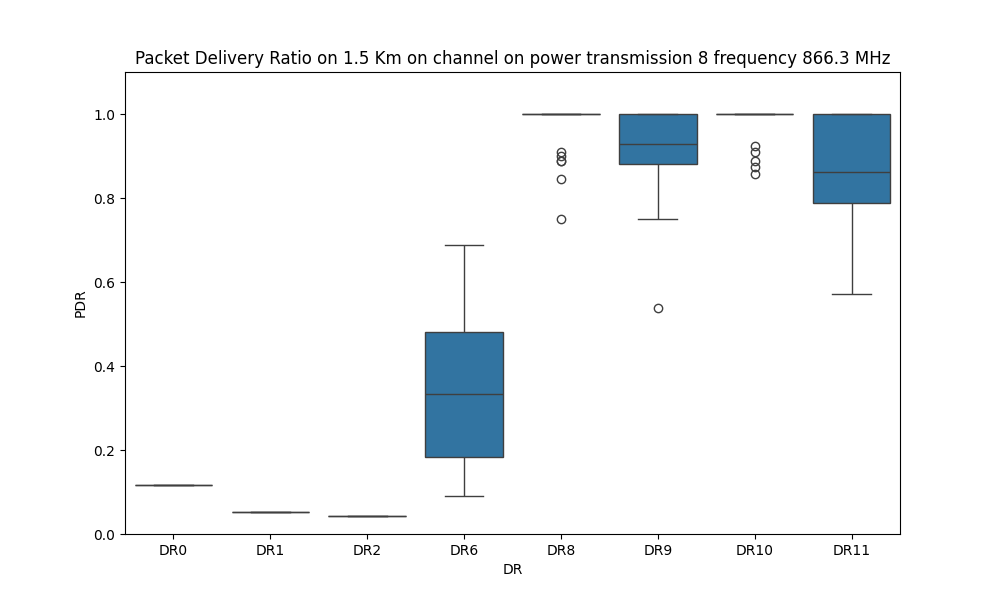 Packet Delivery Ratio on 1.5 Km on channel on power transmission 8 frequency 866.3 MHz
1.0
0.8
0.6
0.4
0.2
0.0
PDR
DR0 DR1 DR2 DR6 DR8 DR9 DR10 DR11
DR